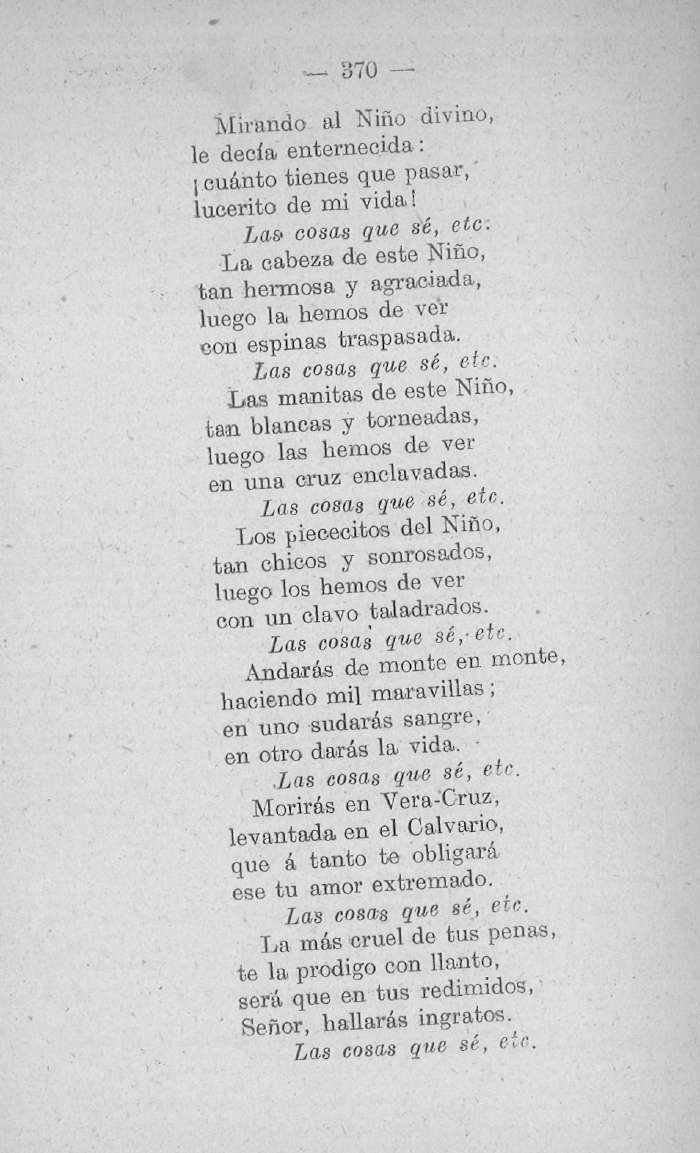 — 370 —
Mirando al Niño divino,
le decía enternecida:
¡cuánto tienes que pasar,
lucerito de mi vida!
Las cosas que sé, etc.
La cabeza de este Niño,
tan hermosa y agraciada,
luego la hemos de ver
con espinas traspasada.
Las cosas que sé, etc.
Las manitas de este Niño,
tan blancas y torneadas,
luego las hemos de ver
en una cruz enclavadas.
Las cosas que sé, etc.
Los piececitos del Niño,
tan chicos y sonrosados,
luego los hemos de ver
con un clavo taladrados.
Las cosas que sé, etc.
Andarás de monte en monte,
haciendo mil maravillas;
en uno sudarás sangre,
en otro darás la vida.
Las cosas que sé, etc.
Morirás en Vera-Cruz,
levantada en el Calvario,
que á tanto te obligará
ese tu amor extremado.
Las cosas que sé, etc.
La más cruel de tus penas,
te la prodigo con llanto,
será que en tus redimidos,
Señor, hallarás ingratos.
Las cosas que sé, etc.